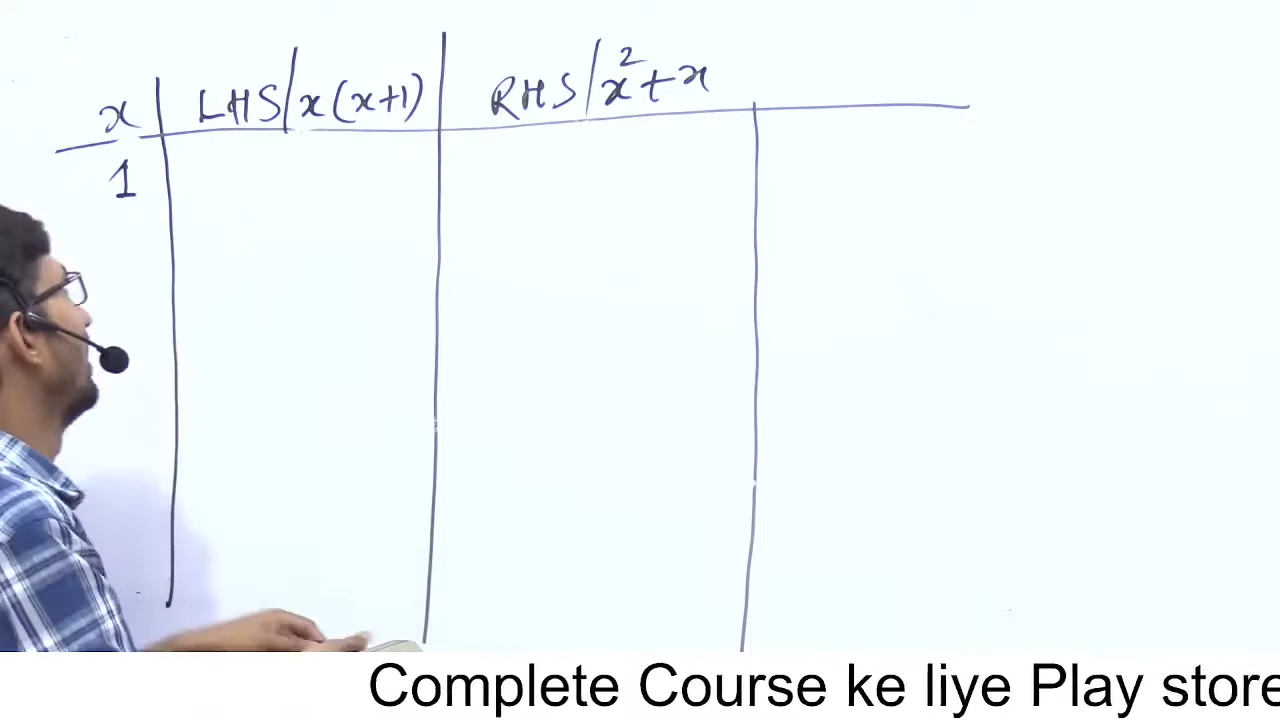 x | LHS/x(x+1) | RHS/x²+x
1
Complete Course ke liye Play store